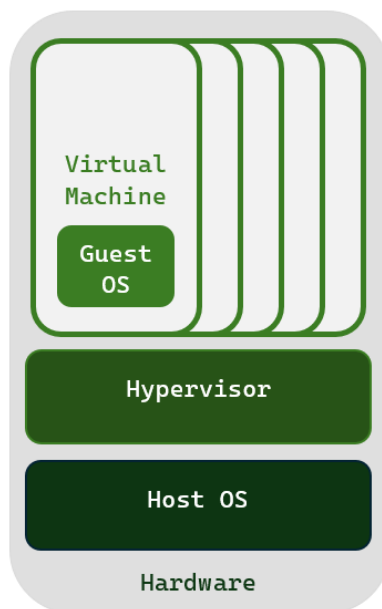 Virtual
Machine
Guest
OS
Hypervisor
Host OS
Hardware